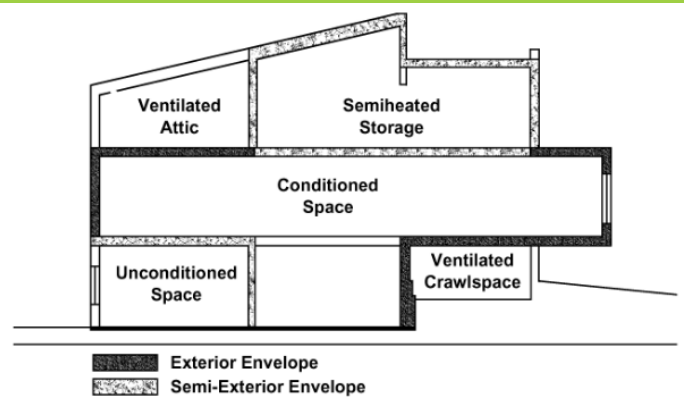 Ventilated
Attic
Semiheated
Storage
Conditioned
Space
Unconditioned
Space
Ventilated
Crawlspace
Exterior Envelope
Semi-Exterior Envelope